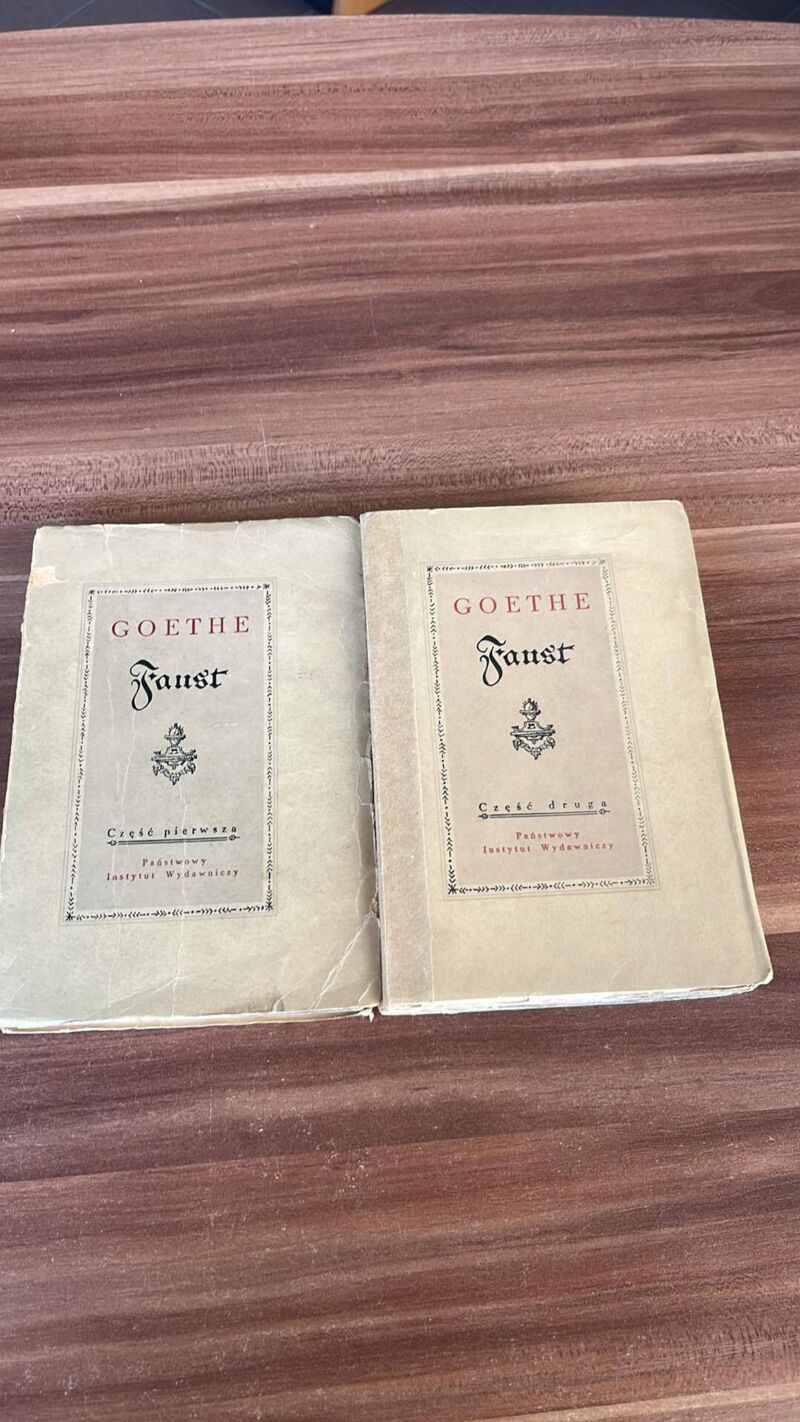 GOETHE
Faust
Część pierwsza
Państwowy
Instytut Wydawniczy
GOETHE
Faust
Część druga
Państwowy
Instytut Wydawniczy